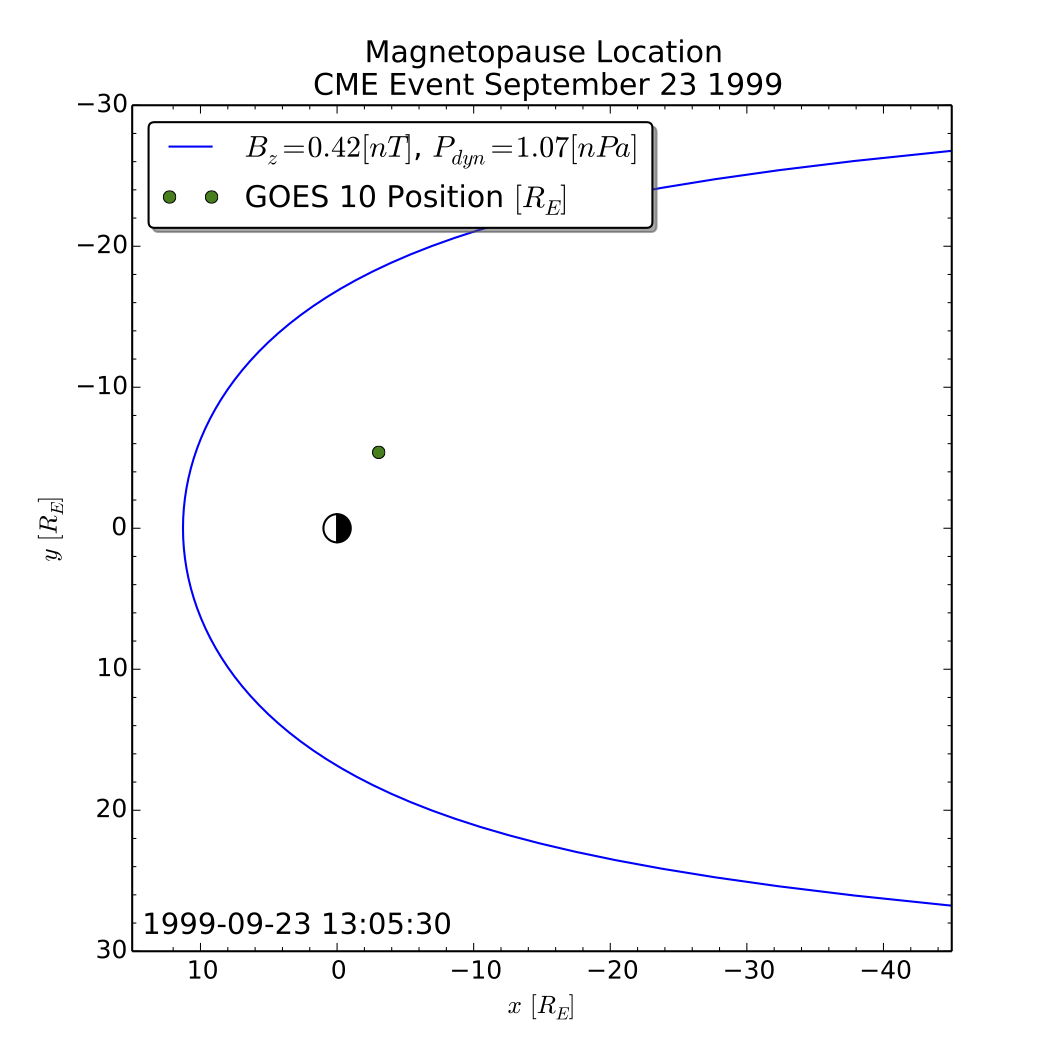 Magnetopause Location
CME Event September 23 1999
B_z=0.42[nT], P_dyn=1.07[nPa]
GOES 10 Position [R_E]
−30
−20
−10
0
10
20
30
y [R_E]
1999-09-23 13:05:30
10 0 −10 −20 −30 −40
x [R_E]